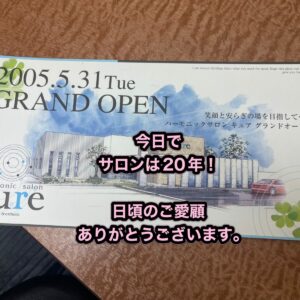 2005.5.31 Tue
GRAND OPEN
笑顔と安らぎの場を目指して
ハーモニックサロン キュア グランドオー
今日で
サロンは20年！
onic salon
ure
日頃のご愛顧
ありがとうございます。